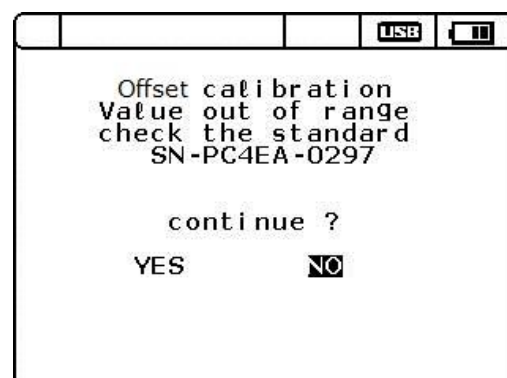 USB
Offset calibration
Value out of range
check the standard
SN-PC4EA-0297
continue ?
YES NO